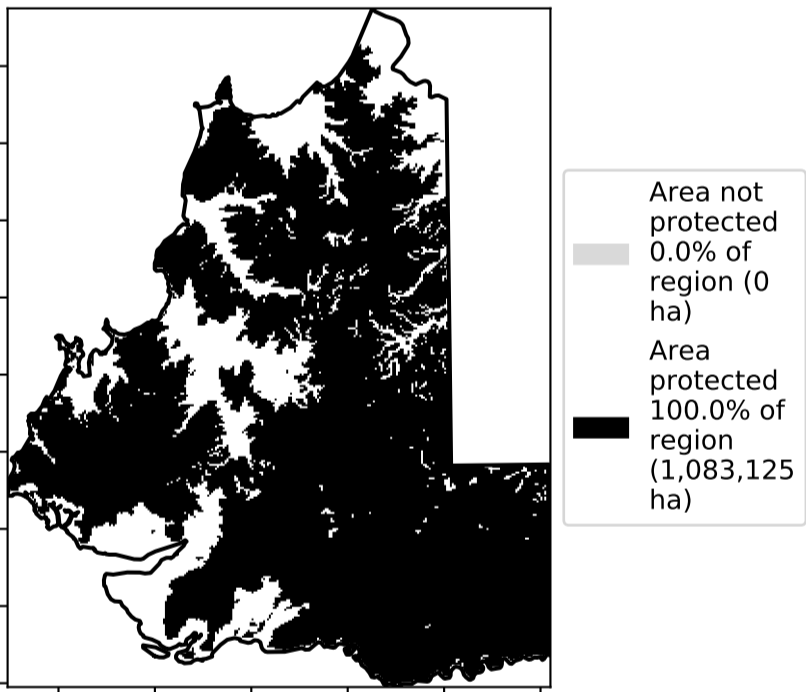 Area not
protected
0.0% of
region (0
ha)
Area
protected
100.0% of
region
(1,083,125
ha)